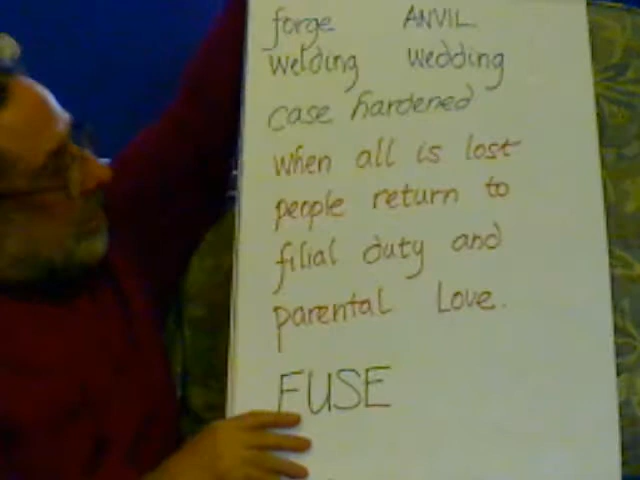 forge ANVIL
welding wedding
case hardened
when all is lost
people return to
filial duty and
parental Love.
FUSE